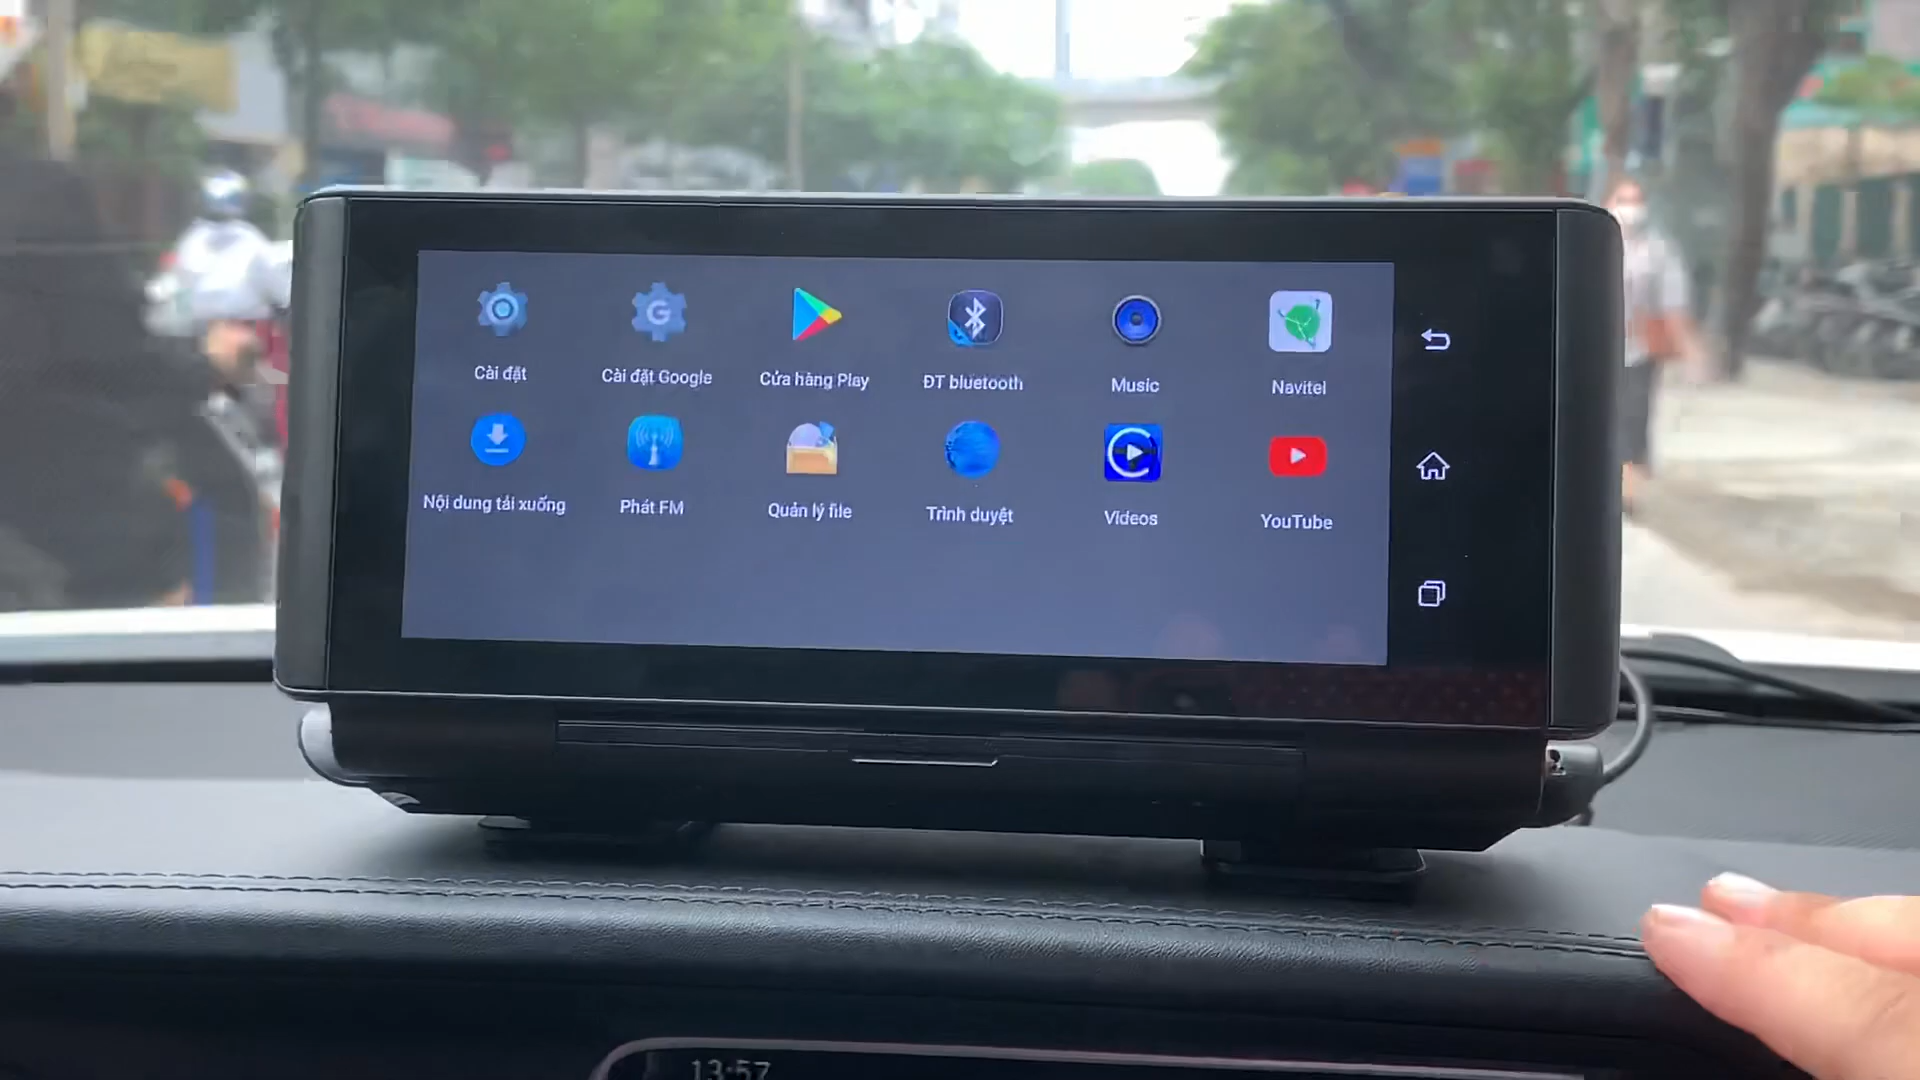 Cài đặt
Cài đặt Google
Cửa hàng Play
ĐT bluetooth
Music
Navitel
Nội dung tải xuống
Phát FM
Quản lý file
Trình duyệt
Videos
YouTube
13:57